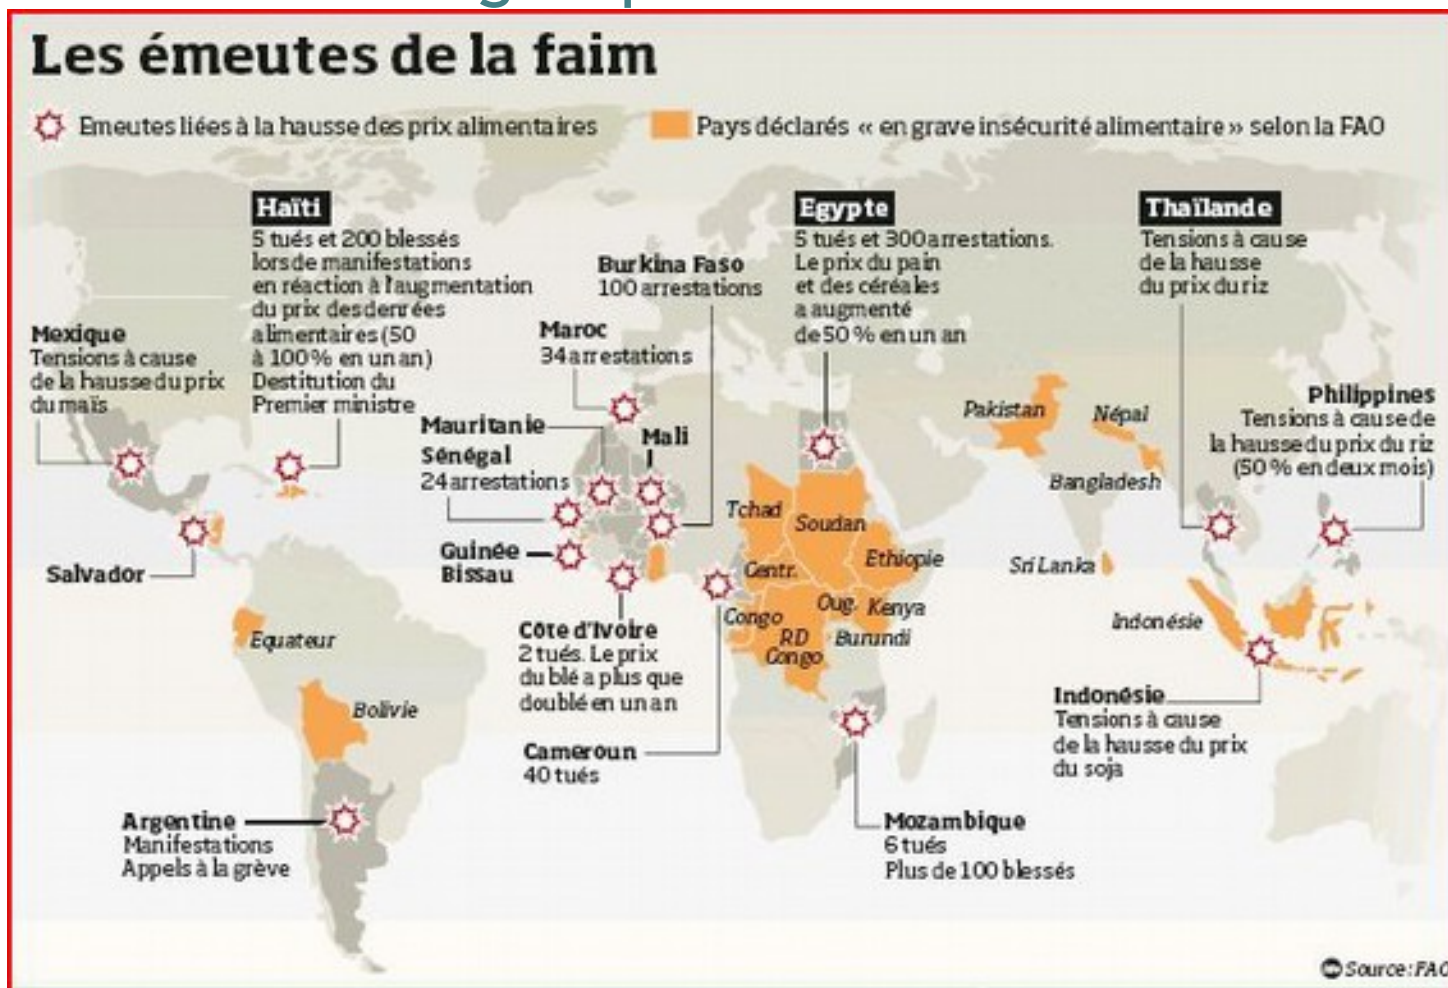 Les émeutes de la faim
Emeutes liées à la hausse des prix alimentaires
Pays déclarés « en grave insécurité alimentaire » selon la FAO
Haïti
5 tués et 200 blessés
lors de manifestations
en réaction à l'augmentation
du prix des denrées
alimentaires (50
à 100% en un an)
Destitution du
Premier ministre
Egypte
5 tués et 300 arrestations.
Le prix du pain
et des céréales
a augmenté
de 50 % en un an
Thaïlande
Tensions à cause
de la hausse
du prix du riz
Burkina Faso
100 arrestations
Mexique
Tensions à cause
de la hausse du prix
du maïs
Maroc
34 arrestations
Philippines
Tensions à cause de
la hausse du prix du riz
(50 % en deux mois)
Mauritanie
Mali
Sénégal
24 arrestations
Pakistan
Népal
Bangladesh
Tchad
Soudan
Ethiopie
Sri Lanka
Guinée
Bissau
Salvador
Centr.
Congo
Oug.
Kenya
RD
Congo
Burundi
Indonésie
Equateur
Côte d'Ivoire
2 tués. Le prix
du blé a plus que
doublé en un an
Bolivie
Indonésie
Tensions à cause
de la hausse du prix
du soja
Cameroun
40 tués
Argentine
Manifestations
Appels à la grève
Mozambique
6 tués
Plus de 100 blessés
Source: FAO